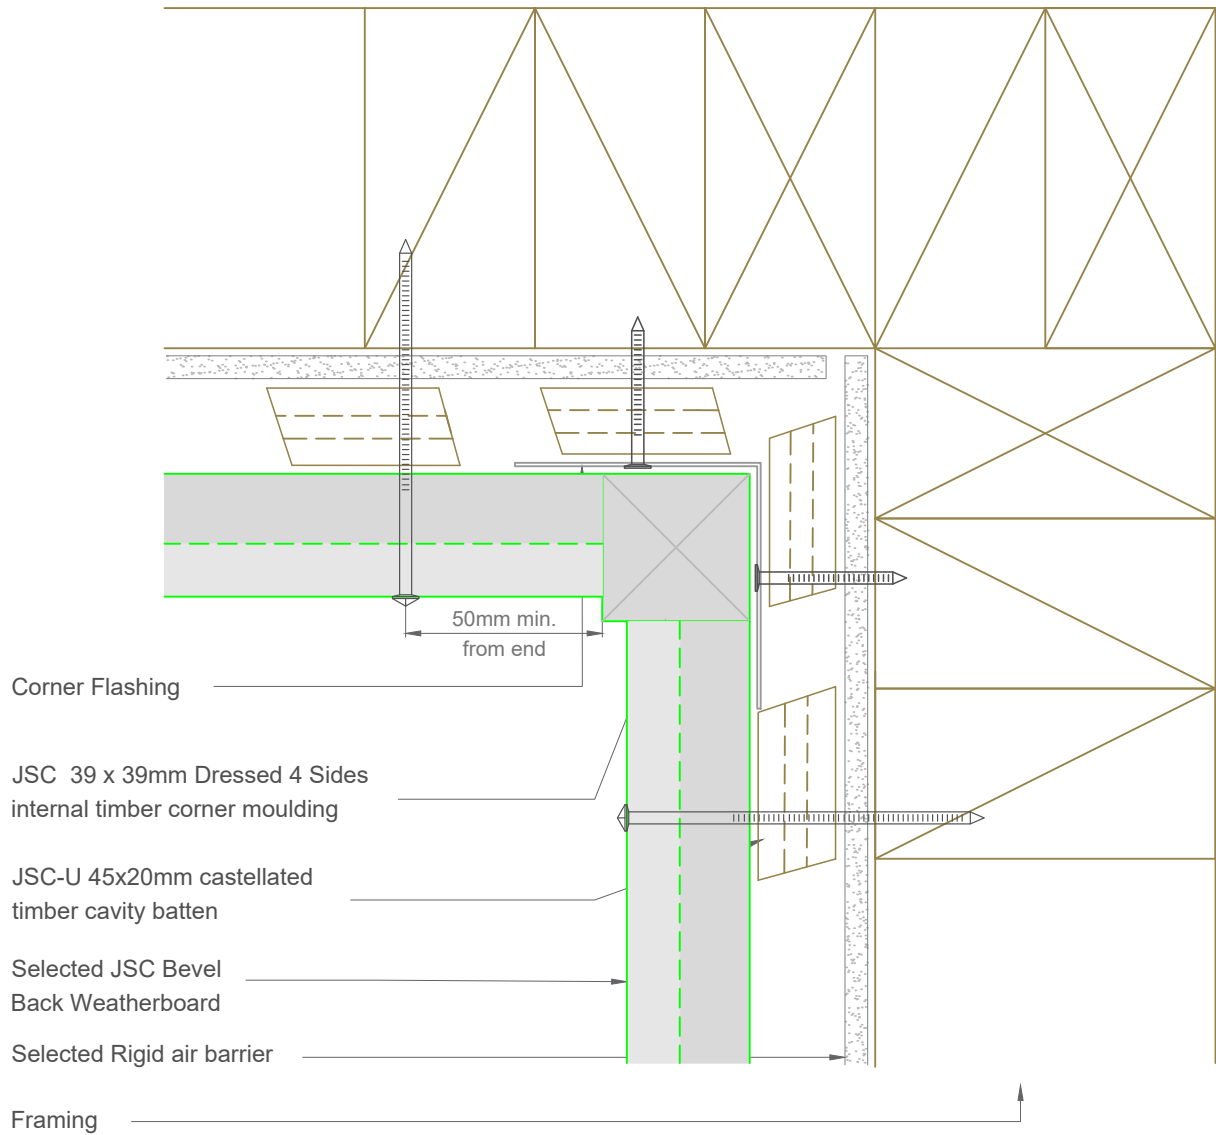 50mm min.
from end
Corner Flashing
JSC  39 x 39mm Dressed 4 Sides
internal timber corner moulding
JSC-U 45x20mm castellated
timber cavity batten
Selected JSC Bevel
Back Weatherboard
Selected Rigid air barrier
Framing